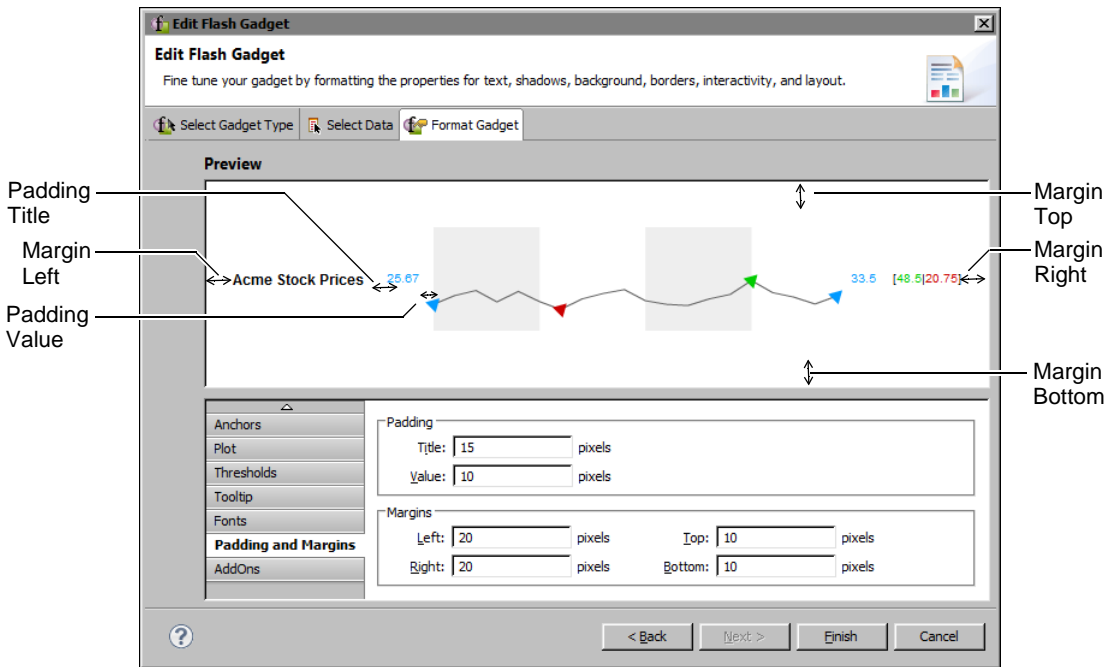 Edit Flash Gadget
Edit Flash Gadget
Fine tune your gadget by formatting the properties for text, shadows, background, borders, interactivity, and layout.
Select Gadget Type
Select Data
Format Gadget
Preview
Padding
Title
Margin
Left
Padding
Value
Margin
Top
Margin
Right
Margin
Bottom
Acme Stock Prices 25.67 33.5 [48.5|20.75]
Anchors
Plot
Thresholds
Tooltip
Fonts
Padding and Margins
AddOns
Padding
Title: 15 pixels
Value: 10 pixels
Margins
Left: 20 pixels Top: 10 pixels
Right: 20 pixels Bottom: 10 pixels
? < Back Next > Finish Cancel